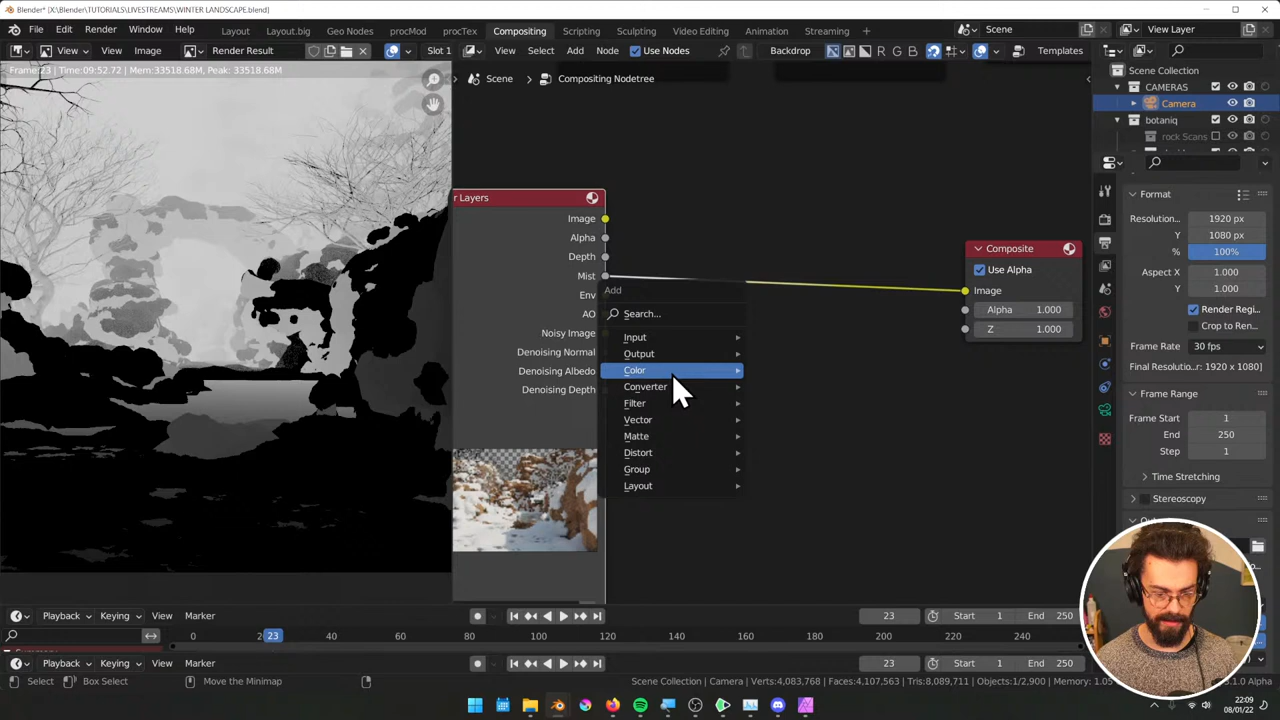 Blender* [X:\TUTORIALS\LIVESTREAMS\WINTER LANDSCAPE.blend]
File Edit Render Window Help Layout Layout.big Geo Nodes procMod procTex Compositing Scripting Video Editing Animation Streaming Scene View Layer
View View Image Render Result Slot 1 View Select Add Node Use Nodes Backdrop R G B Templates
Frame:23 | Time:09:52.72 | Mem:33518.68M, Peak: 33518.68M
Scene > Compositing Nodetree
Scene Collection
CAMERAS
Camera
botaniq
rock Scans
r Layers
Image
Alpha
Depth
Mist
Env
AO
Noisy Image
Denoising Normal
Denoising Albedo
Denoising Depth
Add
Search...
Input
Output
Color
Converter
Filter
Vector
Matte
Distort
Group
Layout
Composite
Use Alpha
Image
Alpha 1.000
Z 1.000
Format
Resolution... 1920 px
Y 1080 px
% 100%
Aspect X 1.000
Y 1.000
Render Regi...
Crop to Ren...
Frame Rate 30 fps
Final Resolutio..r: 1920 x 1080]
Frame Range
Frame Start 1
End 250
Step 1
Time Stretching
Stereoscopy
Playback Keying View Marker 23 Start 1 End 250
0 23 40 60 80 100 120 140 160 180 200 220 240
Playback Keying View Marker 23 Start 1 End 250
Select Box Select Move the Minimap Scene Collection | Camera | Verts:4,083,768 | Faces:4,107,563 | Tris:8,089,711 | Objects:1/2,900 | Memory: 1.05
.1.0 Alpha
22:09
08/01/22